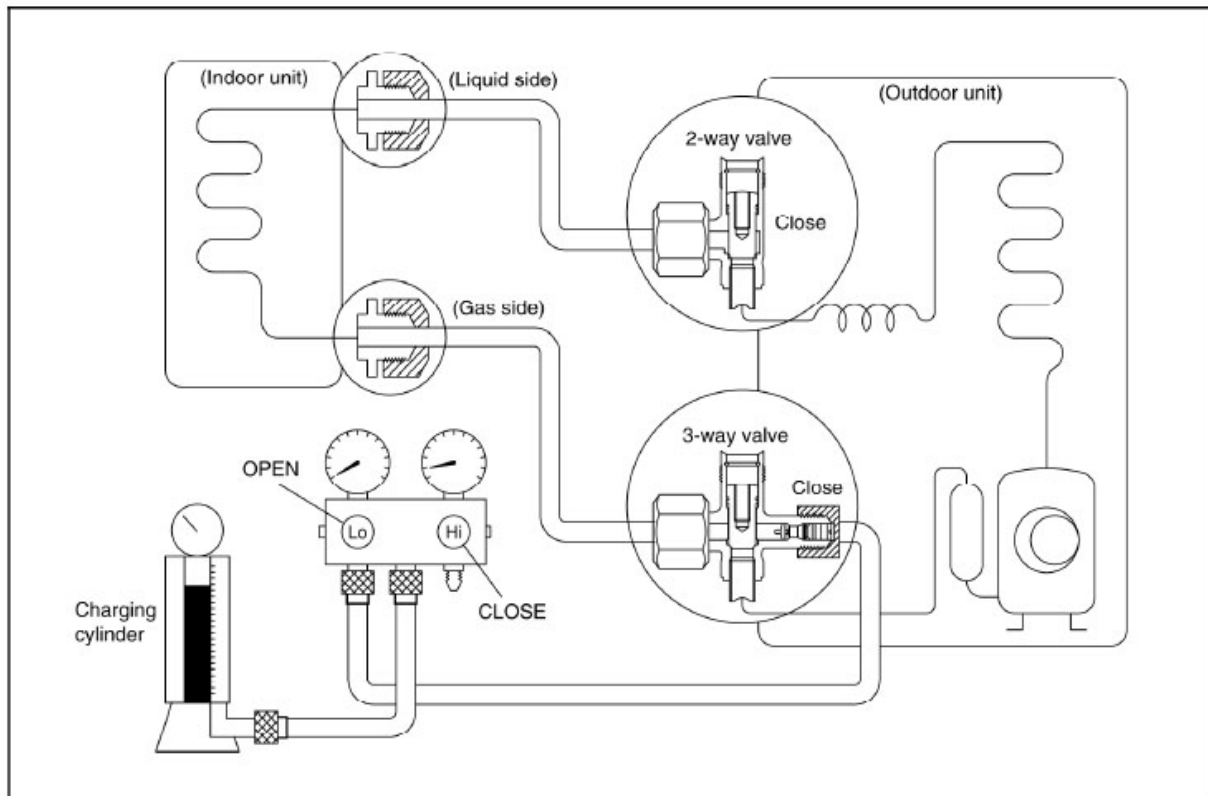 (Indoor unit)
(Liquid side)
(Outdoor unit)
2-way valve
Close
(Gas side)
3-way valve
Close
OPEN
Lo
Hi
CLOSE
Charging
cylinder